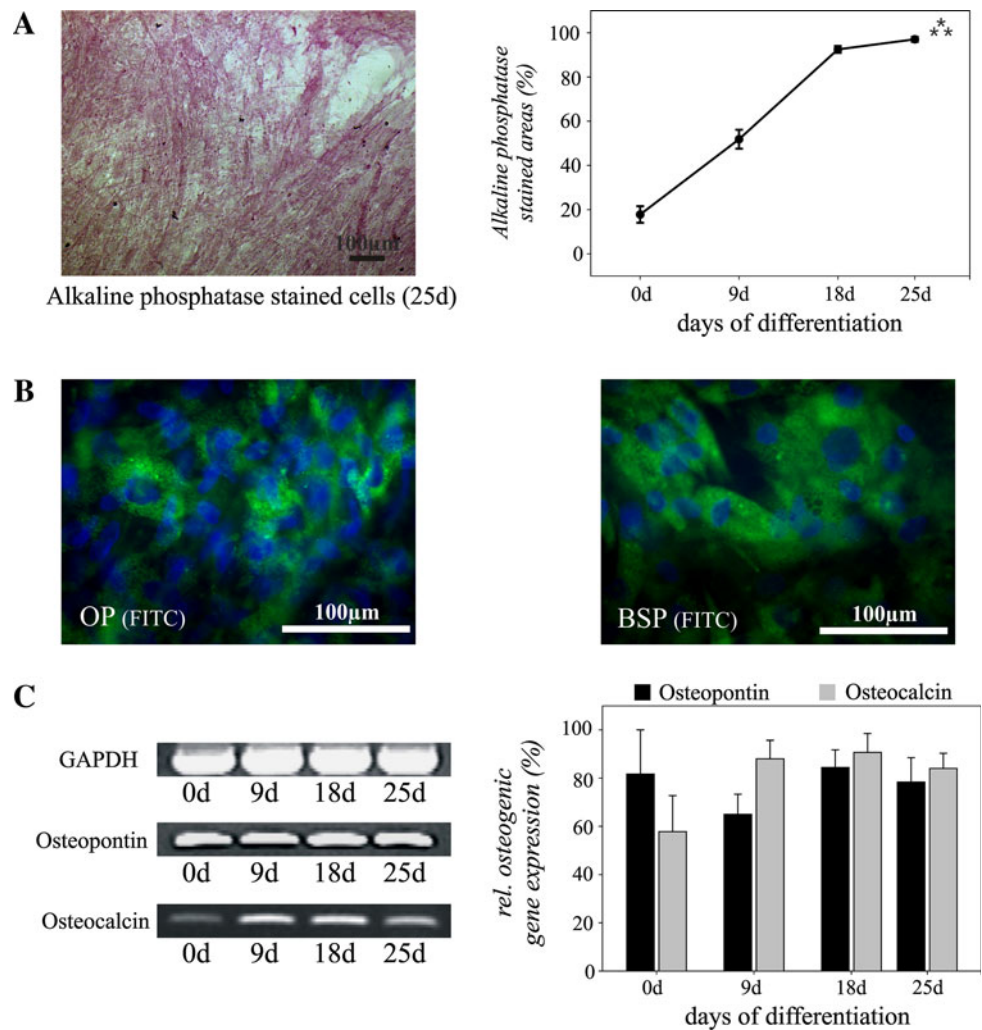 A
100μm
Alkaline phosphatase stained cells (25d)
Alkaline phosphatase
stained areas (%)
100
80
60
40
20
0
*
**
0d 9d 18d 25d
days of differentiation
B
OP (FITC)
100μm
BSP (FITC)
100μm
C
GAPDH
0d 9d 18d 25d
Osteopontin
0d 9d 18d 25d
Osteocalcin
0d 9d 18d 25d
Osteopontin Osteocalcin
rel. osteogenic
gene expression (%)
100
80
60
80
40
20
0
0d 9d 18d 25d
days of differentiation